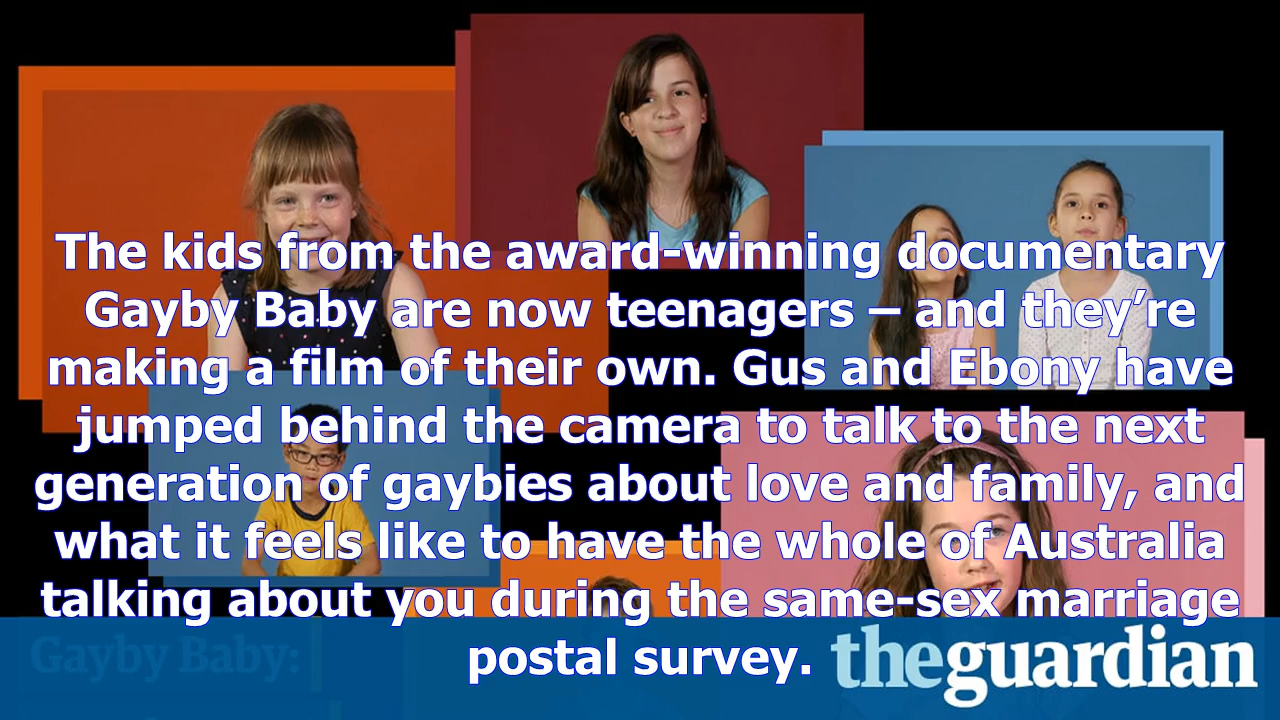 The kids from the award-winning documentary
Gayby Baby are now teenagers – and they’re
making a film of their own. Gus and Ebony have
jumped behind the camera to talk to the next
generation of gaybies about love and family, and
what it feels like to have the whole of Australia
talking about you during the same-sex marriage
postal survey.
Gayby Baby:
theguardian